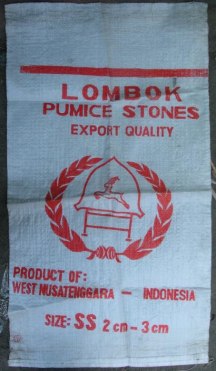 LOMBOK
PUMICE STONES
EXPORT QUALITY
PRODUCT OF:
WEST NUSATENGGARA – INDONESIA
SIZE: SS 2 cm – 3 cm